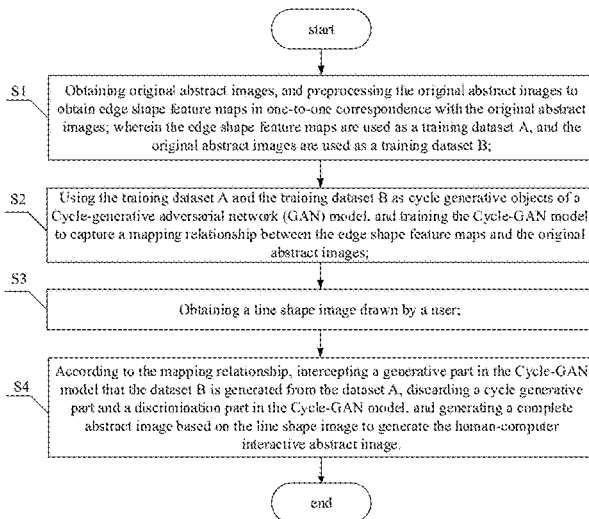 start
S1
Obtaining original abstract images, and preprocessing the original abstract images to
obtain edge shape feature maps in one-to-one correspondence with the original abstract
images; wherein the edge shape feature maps are used as a training dataset A, and the
original abstract images are used as a training dataset B;
S2
Using the training dataset A and the training dataset B as cycle generative objects of a
Cycle-generative adversarial network (GAN) model, and training the Cycle-GAN model
to capture a mapping relationship between the edge shape feature maps and the original
abstract images;
S3
Obtaining a line shape image drawn by a user;
S4
According to the mapping relationship, intercepting a generative part in the Cycle-GAN
model that the dataset B is generated from the dataset A, discarding a cycle generative
part and a discrimination part in the Cycle-GAN model, and generating a complete
abstract image based on the line shape image to generate the human-computer
interactive abstract image.
end